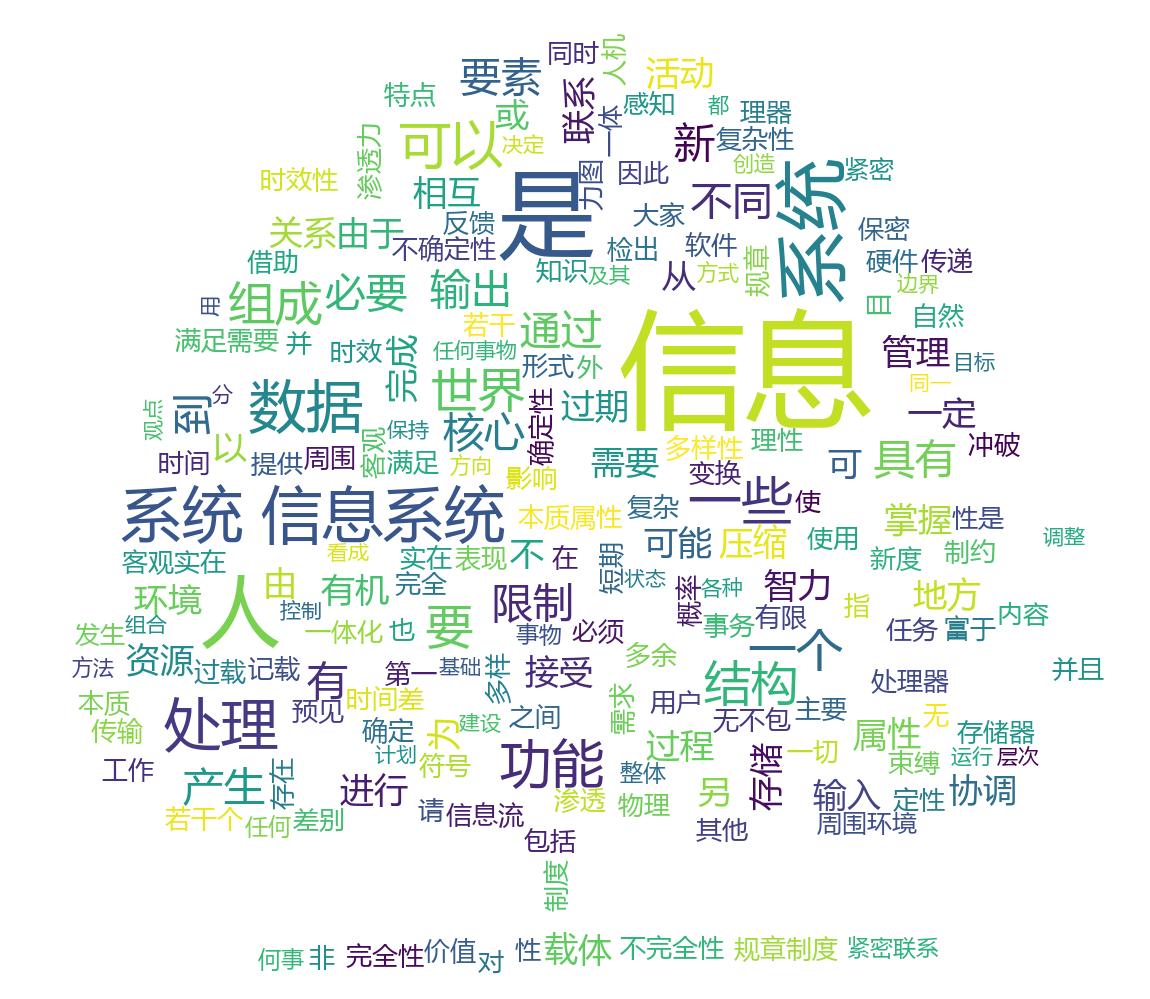 同时 人机
要素 活动
特点 或 联系 一体 感知 都 理器
渗透力 可以 决定 新 复杂性
时效性 相互 是 力图 因此 创造 紧密
不同 系统
关系 由于 反馈 大家 保密
不确定性 检出 软件
借助 知识 及其 从 方式 规章 硬件 传递
用 组成 必要 输出 边界
目 自然
满足需要 并 时效 完成 若干 通过 信息
任何事物 形式 外 管理 目标
分 数据 世界 同一
观点 到 保持 核心 确定性 过期 一定
时间 以 提供 周围 客观 满足 方向 需要 多样性 理性 冲破
影响 变换 可 具有
系统 信息系统 一些 使
本质属性 复杂 掌握 性是
看成 可能 压缩 使用 调整
客观实在 实在 表现 不 在 短期 新度 制约
环境 人 由 有机 完全 状态 概率 各种 智力
控制 限制 指 地方
发生 组合 一体化 也 要 事物 必须 事务 有限 任务 富于 内容
方法 资源 过载 记载 有 第一 基础 多样 接受 多余 一个 并且
本质 时间差 需求 用户 结构 处理器
传输 处理 预见 确定 为 建设 之间 无不包 主要 无
计划 符号 过程 属性 存储器
工作 功能 整体 一切 束缚 运行 层次
产生 存在 进行 渗透 物理 另 存储 输入 定性 协调
若干个 任何 差别 请 信息流 其他 周围环境
包括
制度
何事 非 完全性 价值 对 性 载体 不完全性 规章制度 紧密联系